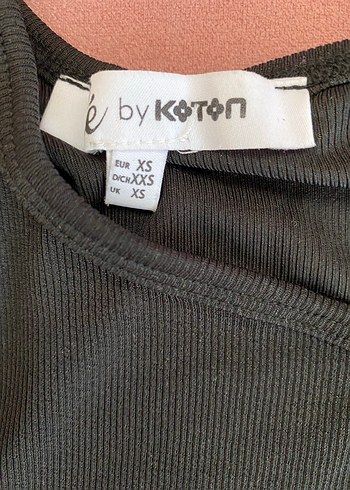 é by KOTON
EUR XS
D/CH XXS
UK XS